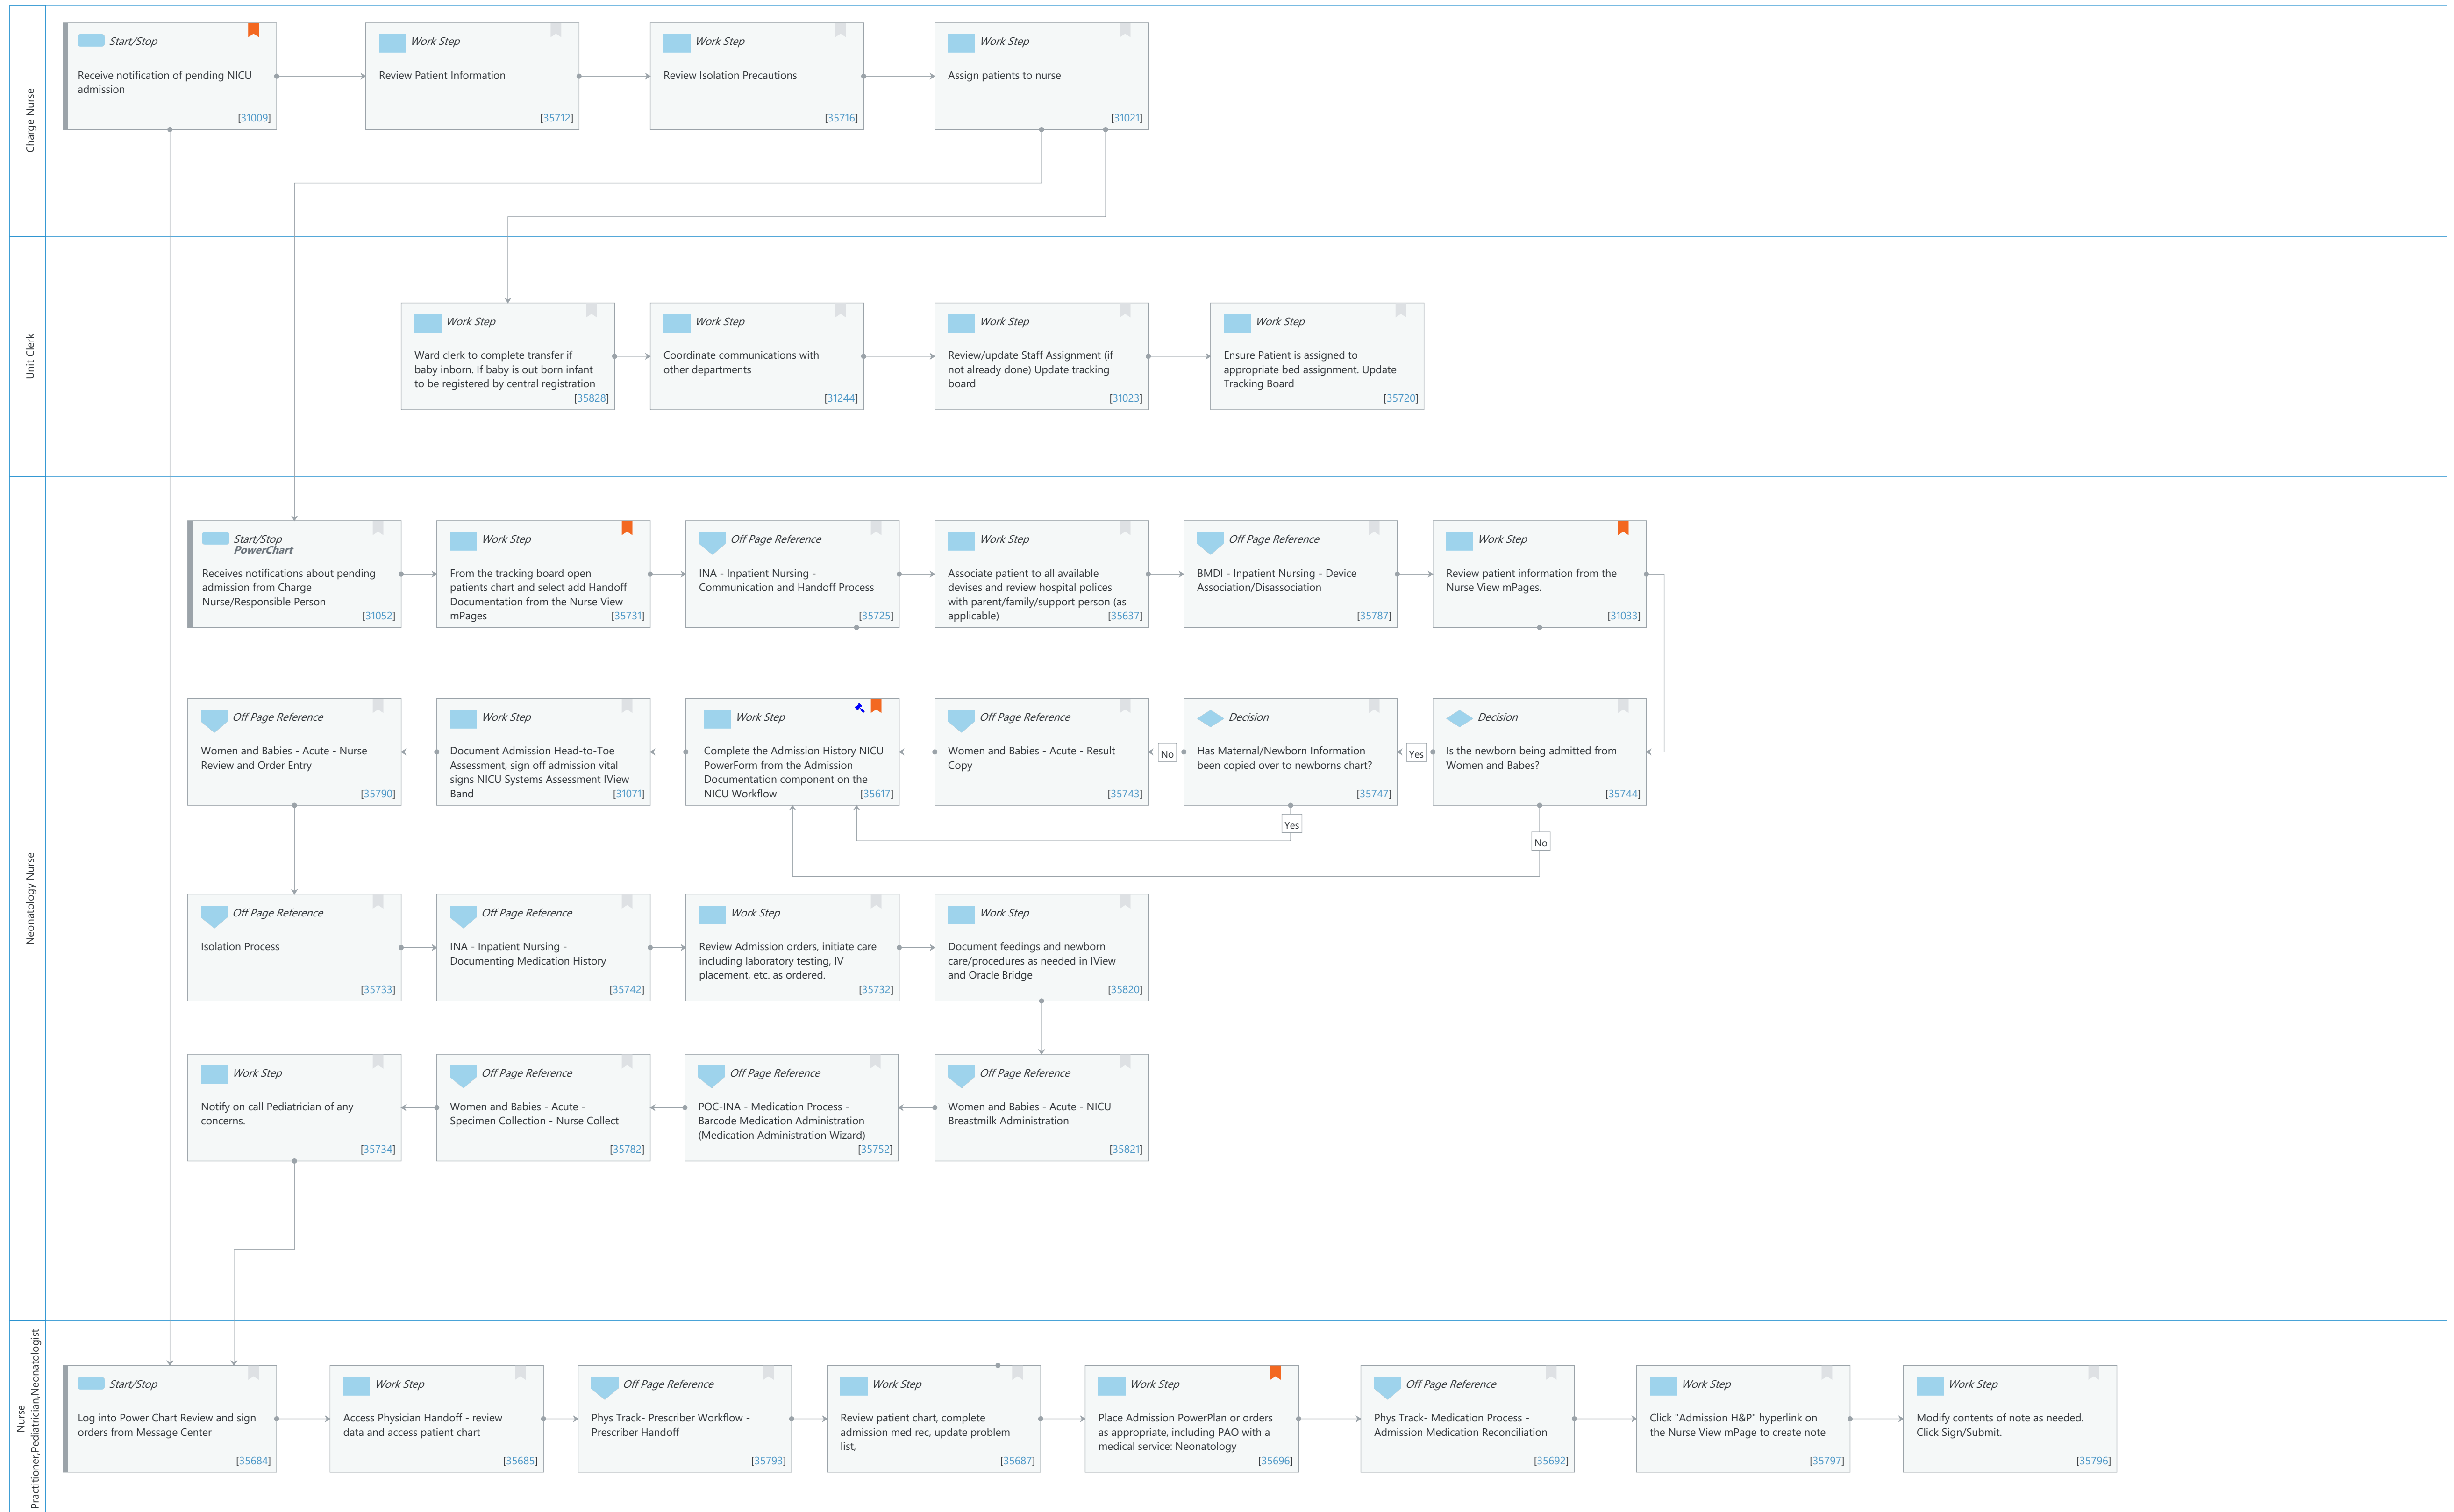 Charge Nurse
Start/Stop
Receive notification of pending NICU
admission
[31009]
Work Step
Review Patient Information
[35712]
Work Step
Review Isolation Precautions
[35716]
Work Step
Assign patients to nurse
[31021]
Unit Clerk
Work Step
Ward clerk to complete transfer if
baby inborn. If baby is out born infant
to be registered by central registration
[35828]
Work Step
Coordinate communications with
other departments
[31244]
Work Step
Review/update Staff Assignment (if
not already done) Update tracking
board
[31023]
Work Step
Ensure Patient is assigned to
appropriate bed assignment. Update
Tracking Board
[35720]
Neonatology Nurse
Start/Stop
PowerChart
Receives notifications about pending
admission from Charge
Nurse/Responsible Person
[31052]
Work Step
From the tracking board open
patients chart and select add Handoff
Documentation from the Nurse View
mPages
[35731]
Off Page Reference
INA - Inpatient Nursing -
Communication and Handoff Process
[35725]
Work Step
Associate patient to all available
devises and review hospital polices
with parent/family/support person (as
applicable)
[35637]
Off Page Reference
BMDI - Inpatient Nursing - Device
Association/Disassociation
[35787]
Work Step
Review patient information from the
Nurse View mPages.
[31033]
Off Page Reference
Women and Babies - Acute - Nurse
Review and Order Entry
[35790]
Work Step
Document Admission Head-to-Toe
Assessment, sign off admission vital
signs NICU Systems Assessment IView
Band
[31071]
Work Step
Complete the Admission History NICU
PowerForm from the Admission
Documentation component on the
NICU Workflow
[35617]
Off Page Reference
Women and Babies - Acute - Result
Copy
[35743]
No
Decision
Has Maternal/Newborn Information
been copied over to newborns chart?
[35747]
Yes
Decision
Is the newborn being admitted from
Women and Babes?
[35744]
Yes
No
Off Page Reference
Isolation Process
[35733]
Off Page Reference
INA - Inpatient Nursing -
Documenting Medication History
[35742]
Work Step
Review Admission orders, initiate care
including laboratory testing, IV
placement, etc. as ordered.
[35732]
Work Step
Document feedings and newborn
care/procedures as needed in IView
and Oracle Bridge
[35820]
Work Step
Notify on call Pediatrician of any
concerns.
[35734]
Off Page Reference
Women and Babies - Acute -
Specimen Collection - Nurse Collect
[35782]
Off Page Reference
POC-INA - Medication Process -
Barcode Medication Administration
(Medication Administration Wizard)
[35752]
Off Page Reference
Women and Babies - Acute - NICU
Breastmilk Administration
[35821]
Nurse
Practitioner,Pediatrician,Neonatologist
Start/Stop
Log into Power Chart Review and sign
orders from Message Center
[35684]
Work Step
Access Physician Handoff - review
data and access patient chart
[35685]
Off Page Reference
Phys Track- Prescriber Workflow -
Prescriber Handoff
[35793]
Work Step
Review patient chart, complete
admission med rec, update problem
list,
[35687]
Work Step
Place Admission PowerPlan or orders
as appropriate, including PAO with a
medical service: Neonatology
[35696]
Off Page Reference
Phys Track- Medication Process -
Admission Medication Reconciliation
[35692]
Work Step
Click "Admission H&P" hyperlink on
the Nurse View mPage to create note
[35797]
Work Step
Modify contents of note as needed.
Click Sign/Submit.
[35796]